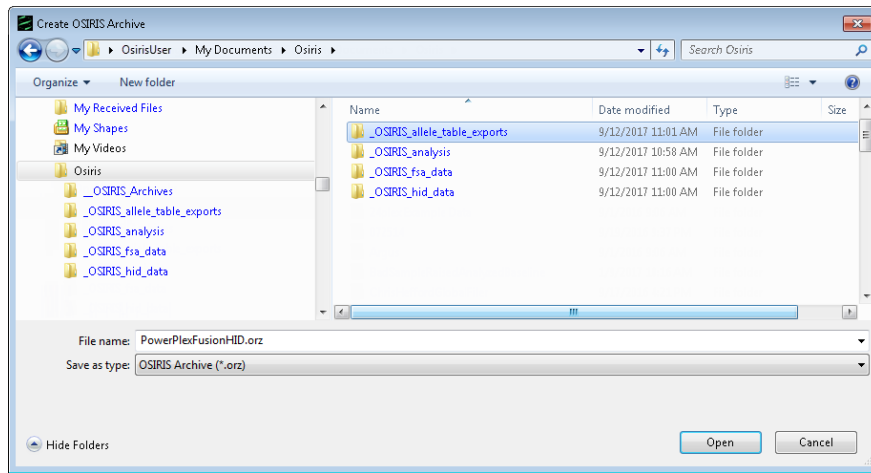 Create OSIRIS Archive
OsirisUser My Documents Osiris
Search Osiris
Organize New folder
My Received Files
My Shapes
My Videos
Osiris
__OSIRIS_Archives
_OSIRIS_allele_table_exports
_OSIRIS_analysis
_OSIRIS_fsa_data
_OSIRIS_hid_data
Name Date modified Type Size
_OSIRIS_allele_table_exports 9/12/2017 11:01 AM File folder
_OSIRIS_analysis 9/12/2017 10:58 AM File folder
_OSIRIS_fsa_data 9/12/2017 11:00 AM File folder
_OSIRIS_hid_data 9/12/2017 11:00 AM File folder
File name: PowerPlexFusionHID.orz
Save as type: OSIRIS Archive (*.orz)
Hide Folders Open Cancel